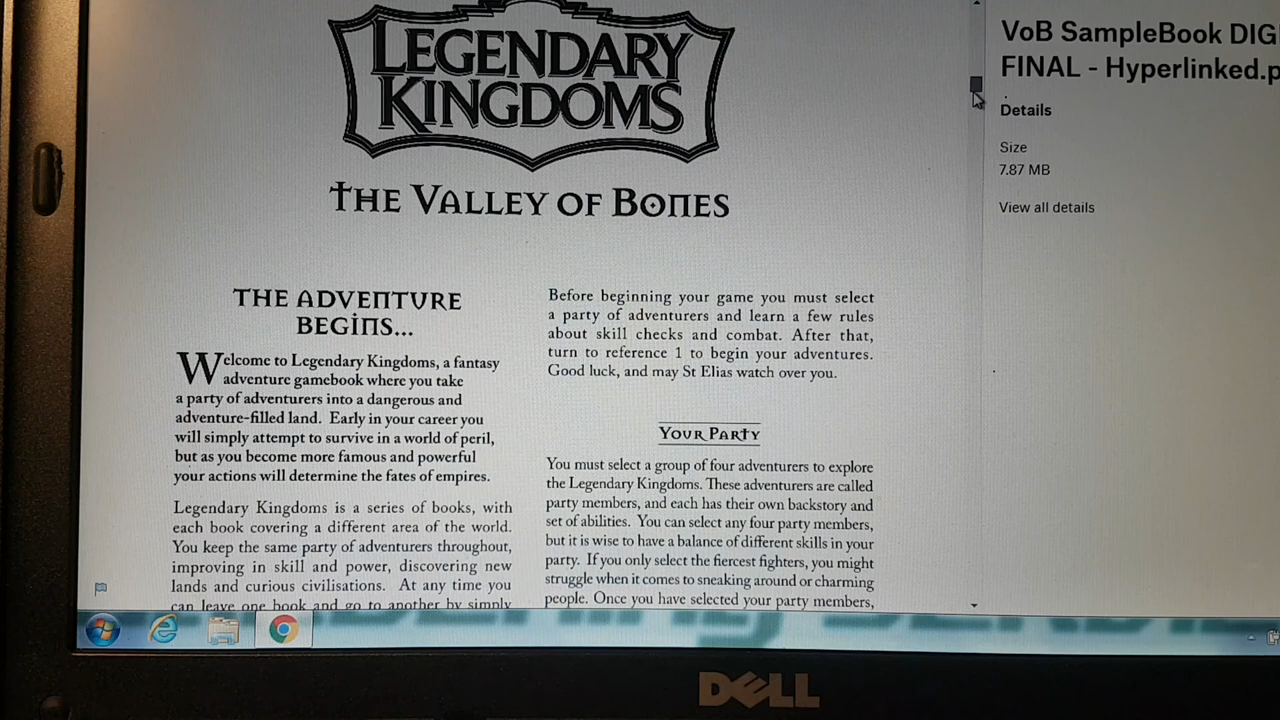 LEGENDARY
KINGDOMS
THE VALLEY OF BONES
THE ADVENTURE
BEGINS...
Welcome to Legendary Kingdoms, a fantasy
adventure gamebook where you take
a party of adventurers into a dangerous and
adventure-filled land. Early in your career you
will simply attempt to survive in a world of peril,
but as you become more famous and powerful
your actions will determine the fates of empires.
Legendary Kingdoms is a series of books, with
each book covering a different area of the world.
You keep the same party of adventurers throughout,
improving in skill and power, discovering new
lands and curious civilisations. At any time you
can leave one book and go to another by simply
Before beginning your game you must select
a party of adventurers and learn a few rules
about skill checks and combat. After that,
turn to reference 1 to begin your adventures.
Good luck, and may St Elias watch over you.
YOUR PARTY
You must select a group of four adventurers to explore
the Legendary Kingdoms. These adventurers are called
party members, and each has their own backstory and
set of abilities. You can select any four party members,
but it is wise to have a balance of different skills in your
party. If you only select the fiercest fighters, you might
struggle when it comes to sneaking around or charming
people. Once you have selected your party members,
VoB SampleBook DIG
FINAL - Hyperlinked.p
Details
Size
7.87 MB
View all details
DELL